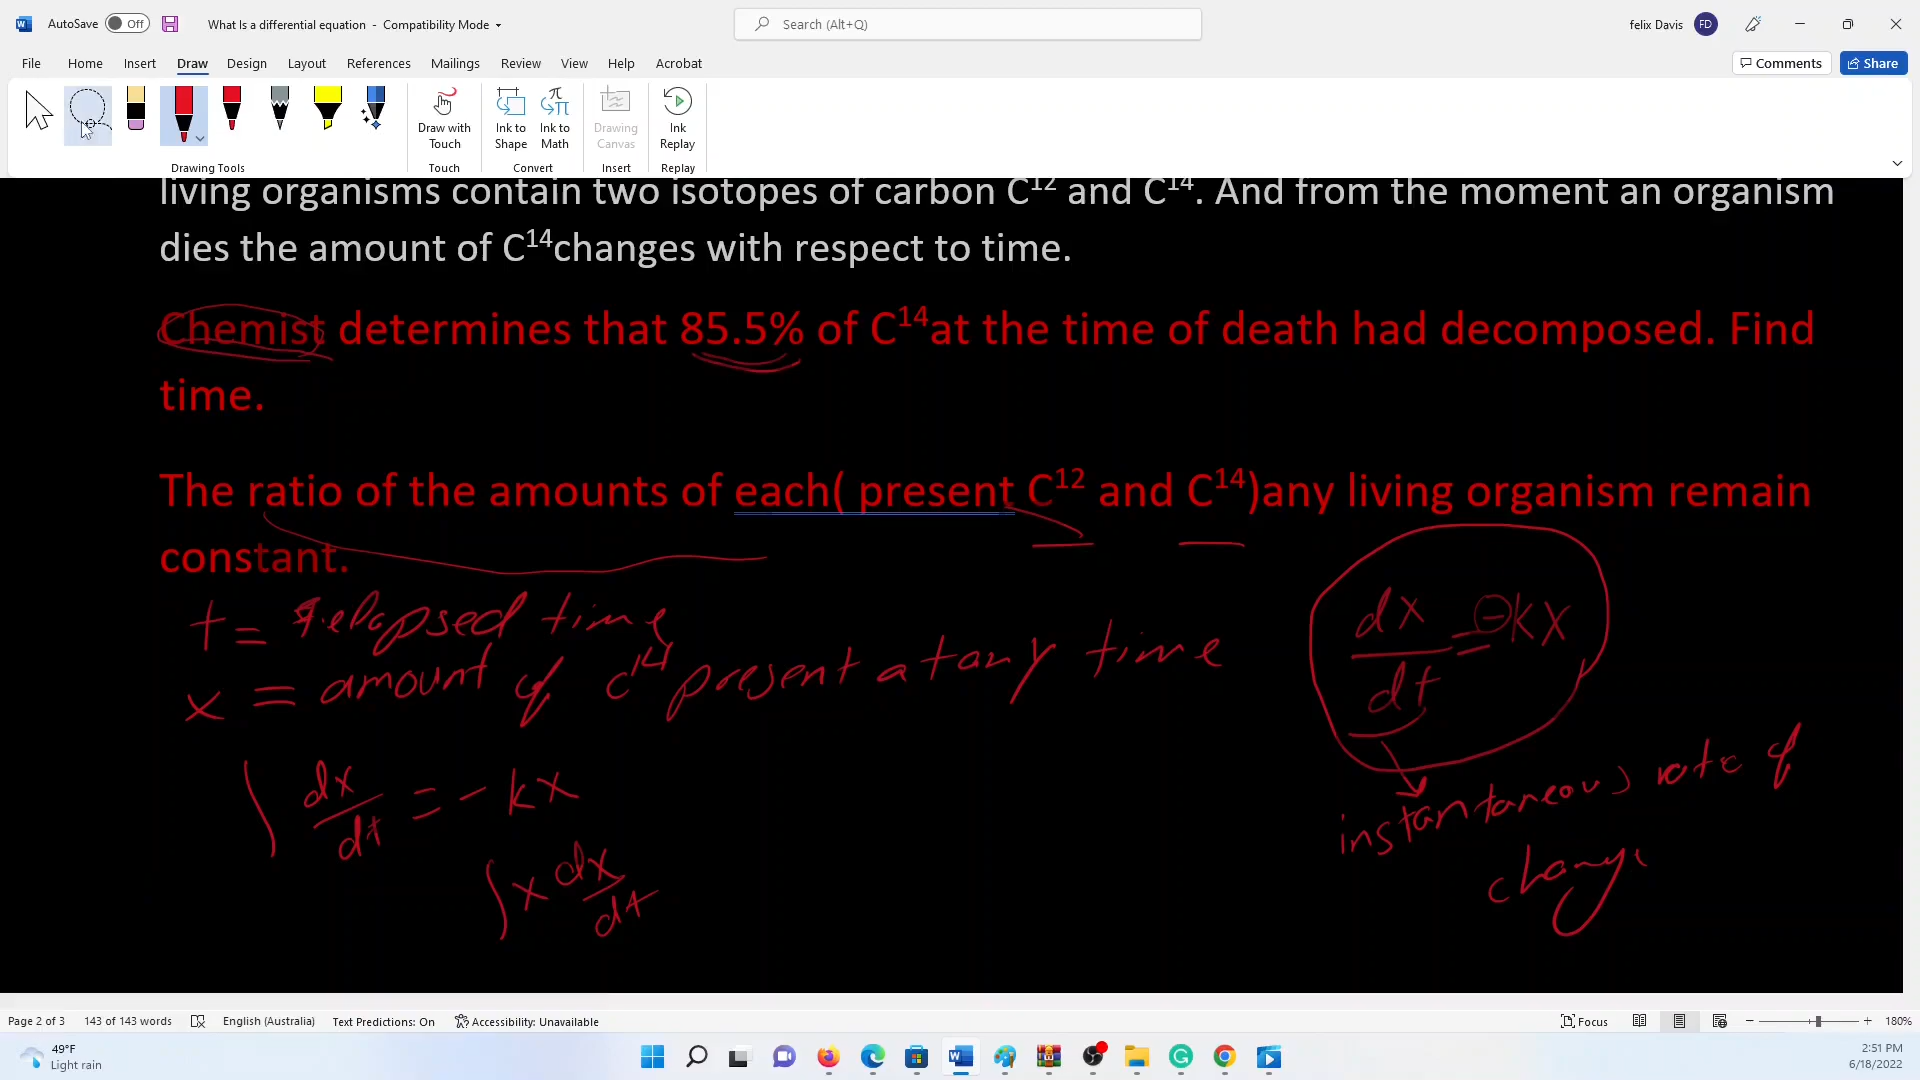 AutoSave Off What Is a differential equation - Compatibility Mode Search (Alt+Q) felix Davis FD
File Home Insert Draw Design Layout References Mailings Review View Help Acrobat Comments Share
Draw with Touch Ink to Shape Ink to Math Drawing Canvas Ink Replay
Drawing Tools Touch Convert Insert Replay
living organisms contain two isotopes of carbon C¹² and C¹⁴. And from the moment an organism
dies the amount of C¹⁴changes with respect to time.
Chemist determines that 85.5% of C¹⁴at the time of death had decomposed. Find
time.
The ratio of the amounts of each( present C¹² and C¹⁴)any living organism remain
constant.
t = elapsed time
x = amount of C¹⁴ present at any time
dx/dt = -kx
instantaneous rate of
change
∫ dx/dt = -kx
∫ x dx/dt
Page 2 of 3 143 of 143 words English (Australia) Text Predictions: On Accessibility: Unavailable Focus 180%
49°F
Light rain
2:51 PM
6/18/2022